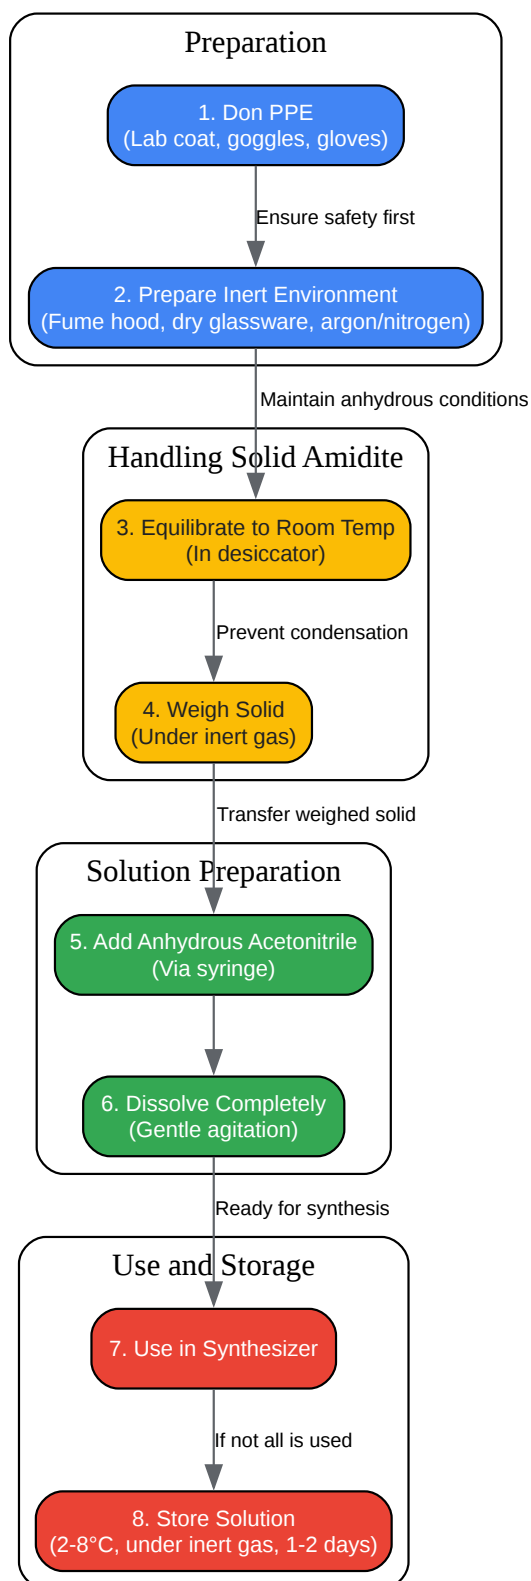 Preparation
1. Don PPE
(Lab coat, goggles, gloves)
Ensure safety first
2. Prepare Inert Environment
(Fume hood, dry glassware, argon/nitrogen)
Maintain anhydrous conditions
Handling Solid Amidite
3. Equilibrate to Room Temp
(In desiccator)
Prevent condensation
4. Weigh Solid
(Under inert gas)
Transfer weighed solid
Solution Preparation
5. Add Anhydrous Acetonitrile
(Via syringe)
6. Dissolve Completely
(Gentle agitation)
Ready for synthesis
Use and Storage
7. Use in Synthesizer
If not all is used
8. Store Solution
(2-8°C, under inert gas, 1-2 days)